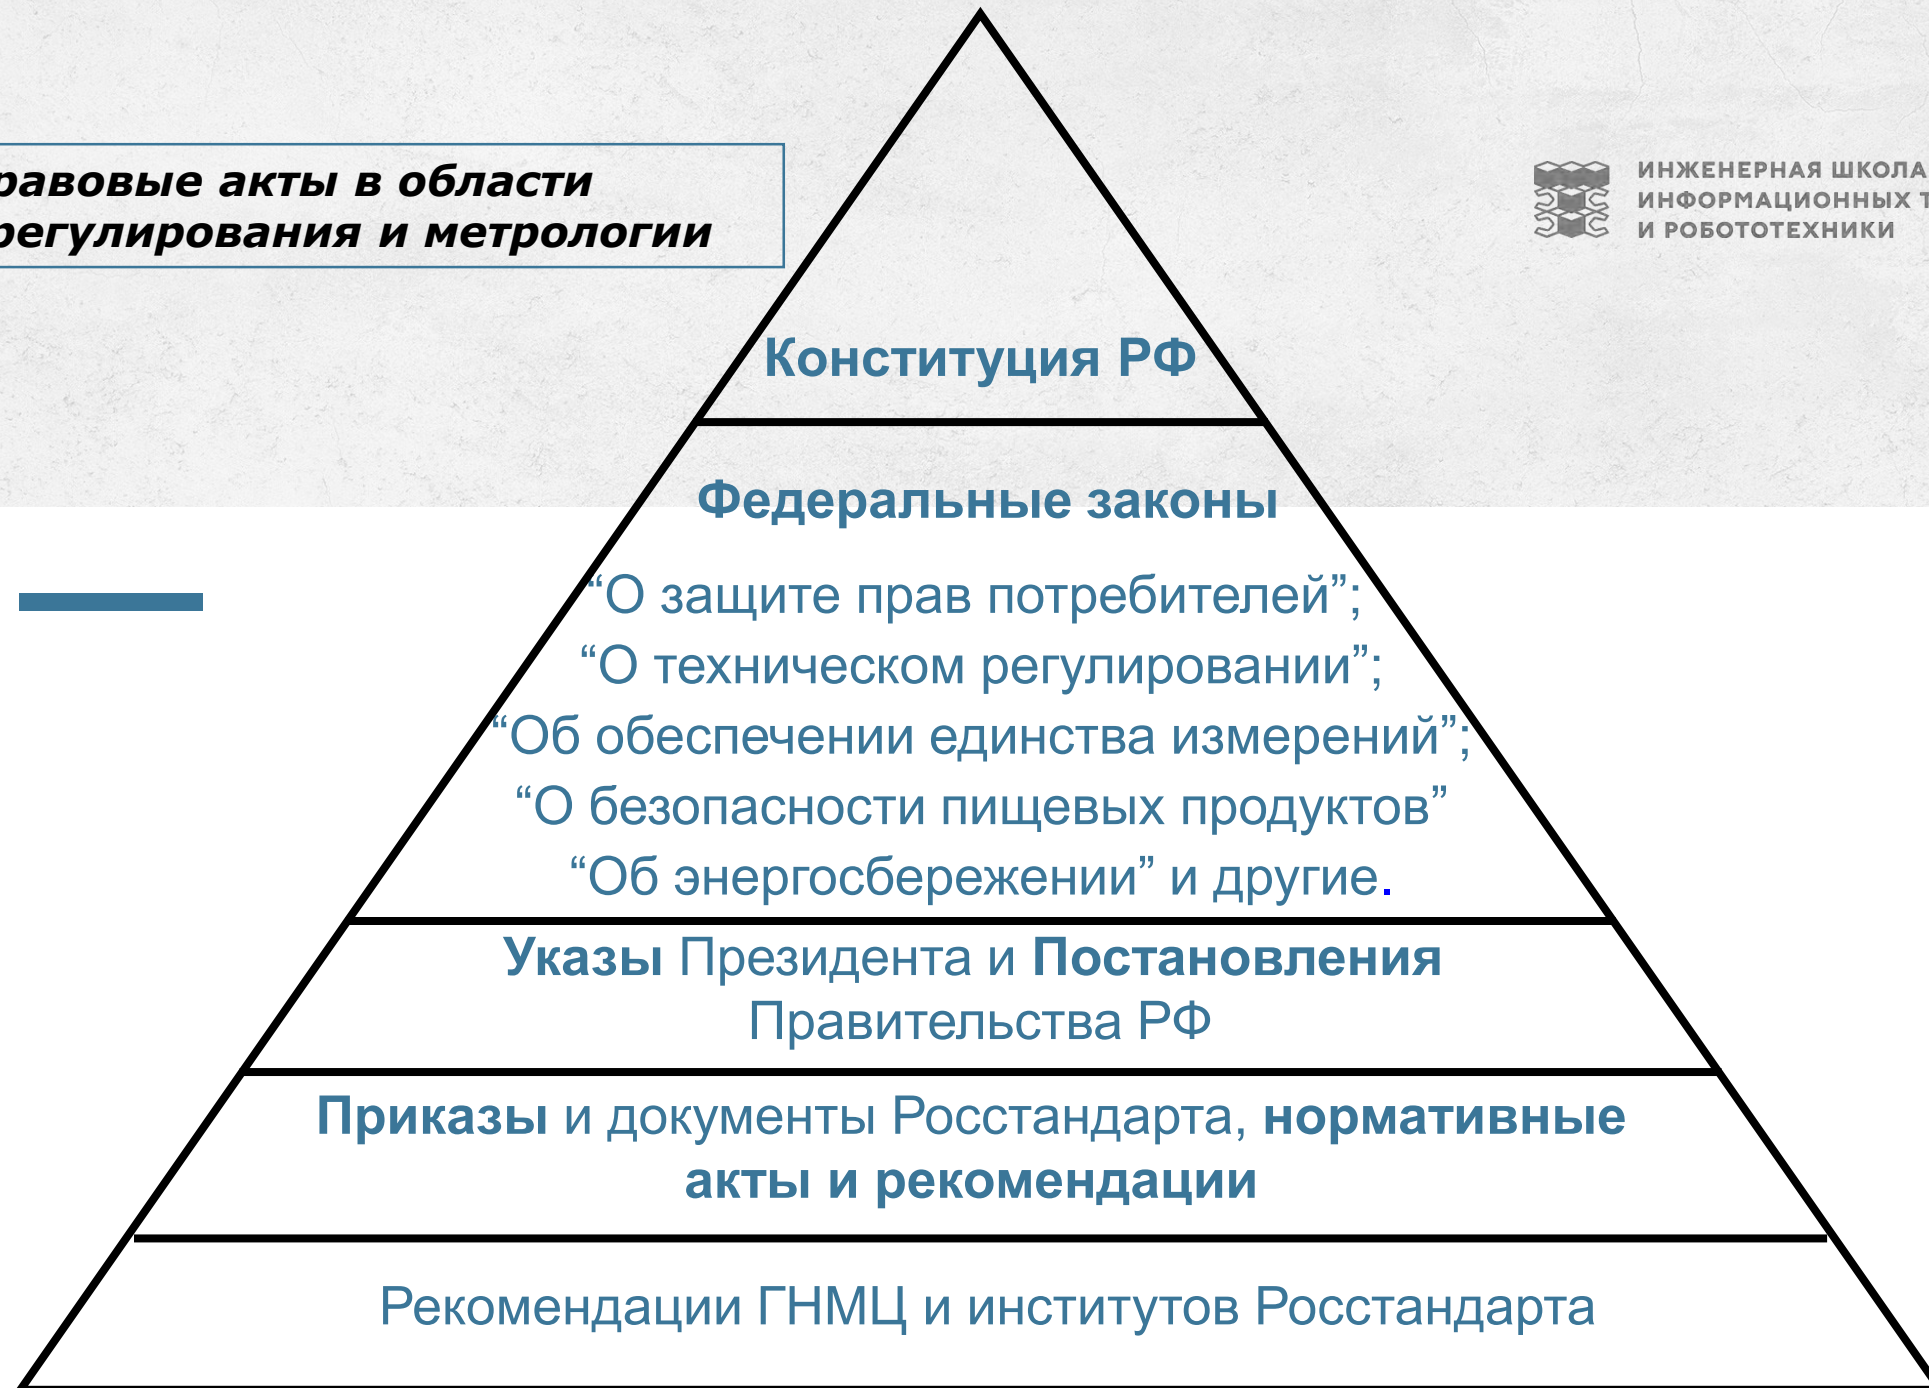 равовые акты в области
регулирования и метрологии
ИНЖЕНЕРНАЯ ШКОЛА
ИНФОРМАЦИОННЫХ Т
И РОБОТОТЕХНИКИ
Конституция РФ
Федеральные законы
“О защите прав потребителей”;
“О техническом регулировании”;
“Об обеспечении единства измерений”;
“О безопасности пищевых продуктов”
“Об энергосбережении” и другие.
Указы Президента и Постановления
Правительства РФ
Приказы и документы Росстандарта, нормативные
акты и рекомендации
Рекомендации ГНМЦ и институтов Росстандарта